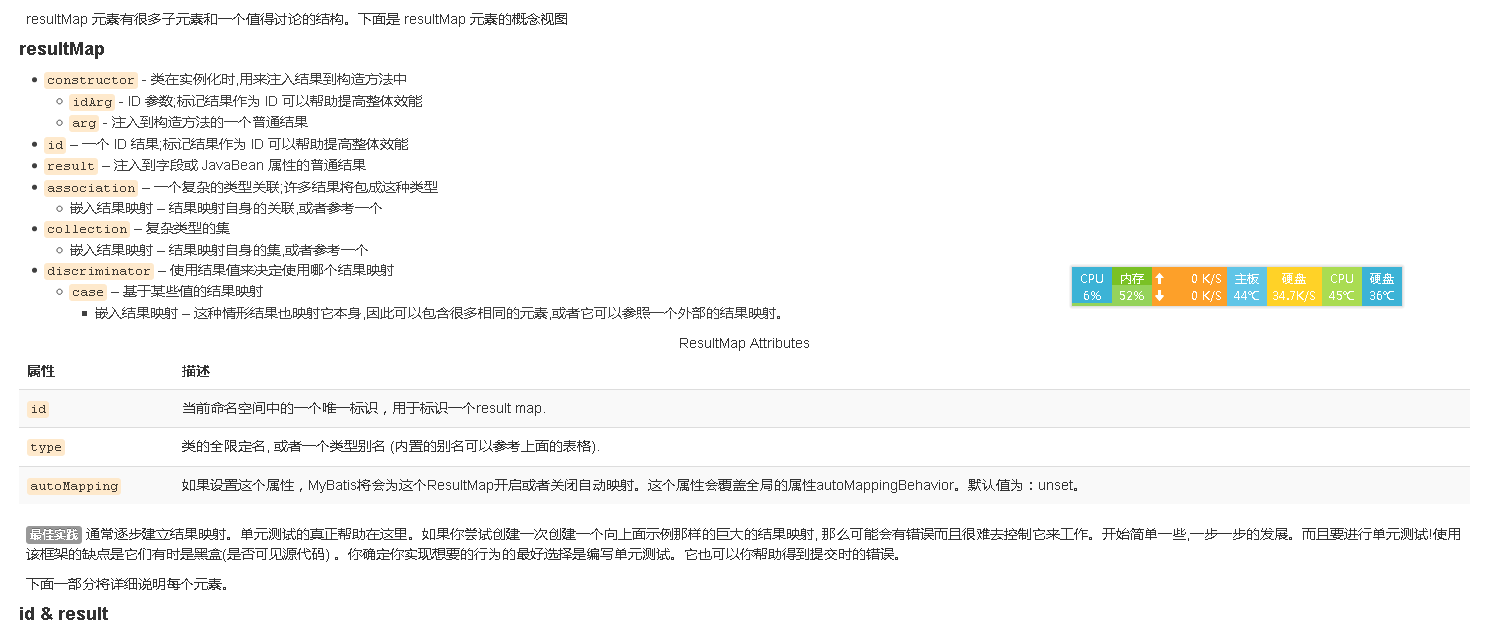 resultMap 元素有很多子元素和一个值得讨论的结构。下面是 resultMap 元素的概念视图
resultMap
constructor - 类在实例化时,用来注入结果到构造方法中
idArg - ID 参数;标记结果作为 ID 可以帮助提高整体效能
arg - 注入到构造方法的一个普通结果
id – 一个 ID 结果;标记结果作为 ID 可以帮助提高整体效能
result – 注入到字段或 JavaBean 属性的普通结果
association – 一个复杂的类型关联;许多结果将包成这种类型
嵌入结果映射 – 结果映射自身的关联,或者参考一个
collection – 复杂类型的集
嵌入结果映射 – 结果映射自身的集,或者参考一个
discriminator – 使用结果值来决定使用哪个结果映射
case – 基于某些值的结果映射
嵌入结果映射 – 这种情形结果也映射它本身,因此可以包含很多相同的元素,或者它可以参照一个外部的结果映射。
CPU 内存 0 K/S 主板 硬盘 CPU 硬盘
6% 52% 0 K/S 44℃ 34.7K/S 45℃ 36℃
ResultMap Attributes
属性 描述
id 当前命名空间中的一个唯一标识，用于标识一个result map.
type 类的全限定名, 或者一个类型别名 (内置的别名可以参考上面的表格).
autoMapping 如果设置这个属性，MyBatis将会为这个ResultMap开启或者关闭自动映射。这个属性会覆盖全局的属性autoMappingBehavior。默认值为：unset。
最佳实践 通常逐步建立结果映射。单元测试的真正帮助在这里。如果你尝试创建一次创建一个向上面示例那样的巨大的结果映射, 那么可能会有错误而且很难去控制它来工作。开始简单一些,一步一步的发展。而且要进行单元测试!使用
该框架的缺点是它们有时是黑盒(是否可见源代码) 。你确定你实现想要的行为的最好选择是编写单元测试。它也可以你帮助得到提交时的错误。
下面一部分将详细说明每个元素。
id & result